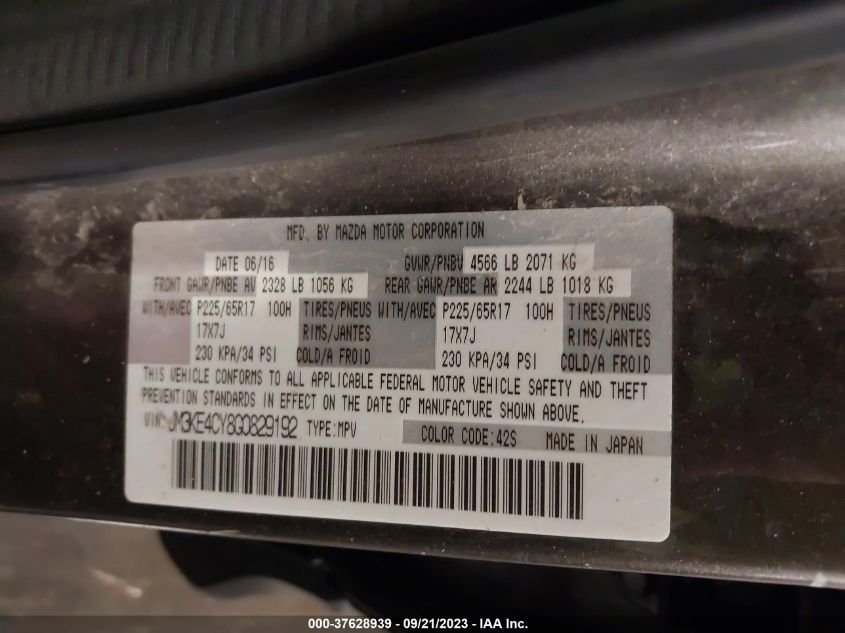 MFD. BY MAZDA MOTOR CORPORATION
DATE 06/16 GVWR/PNBV 4566 LB 2071 KG
FRONT GAWR/PNBE AV 2328 LB 1056 KG REAR GAWR/PNBE AR 2244 LB 1018 KG
WITH/AVEC P225/65R17 100H TIRES/PNEUS WITH/AVEC P225/65R17 100H TIRES/PNEUS
17X7J RIMS/JANTES 17X7J RIMS/JANTES
230 KPA/34 PSI COLD/A FROID 230 KPA/34 PSI COLD/A FROID
THIS VEHICLE CONFORMS TO ALL APPLICABLE FEDERAL MOTOR VEHICLE SAFETY AND THEFT
PREVENTION STANDARDS IN EFFECT ON THE DATE OF MANUFACTURE SHOWN ABOVE.
VIN: JM3KE4CY8G0829192 TYPE:MPV COLOR CODE:42S MADE IN JAPAN
000-37628939 - 09/21/2023 - IAA Inc.